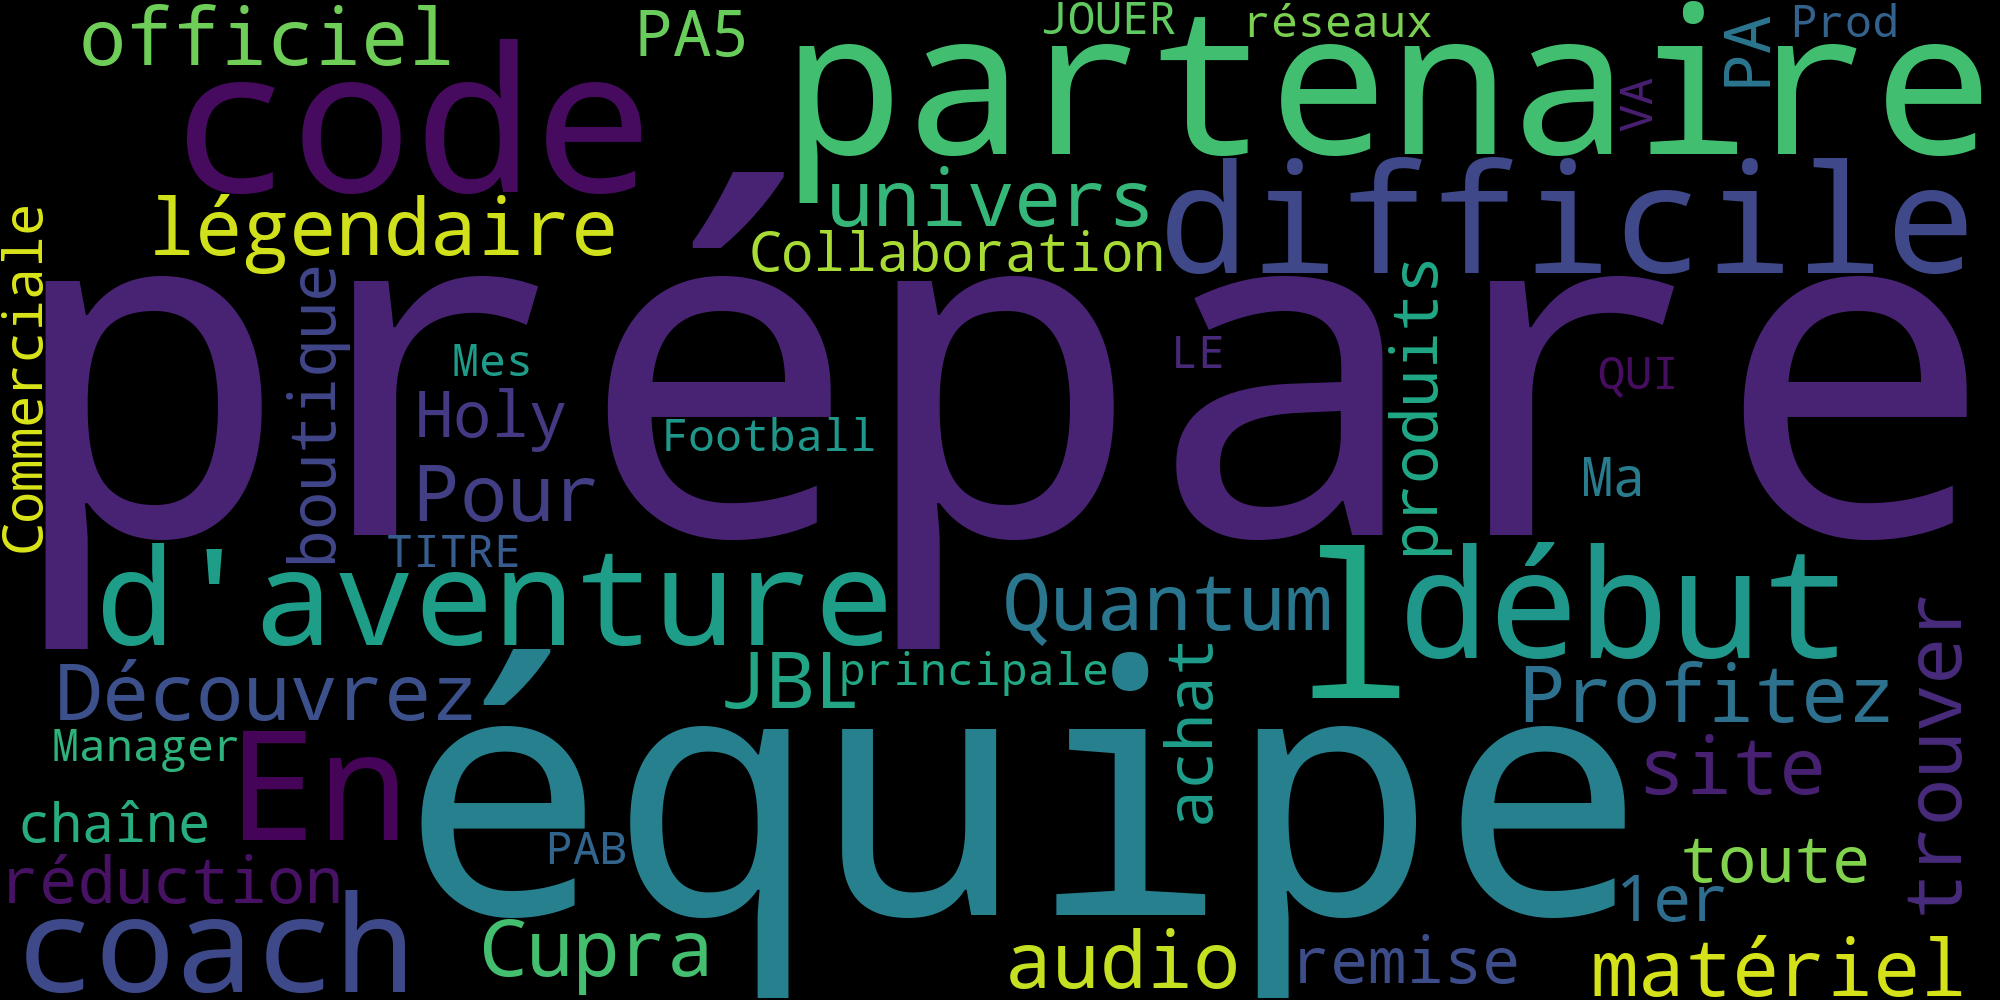 officiel
PA5
JOUER
réseaux
PA
Prod
code
partenaire
VA
légendaire
univers
difficile
Collaboration
Commerciale
prépare
boutique
Mes
LE
produits
QUI
Holy
Football
Pour
Ma
TITRE
d'aventure
Quantum
l
début
trouver
Découvrez
JBL
principale
achat
Profitez
Manager
En
équipe
site
chaîne
PAB
toute
réduction
1er
coach
Cupra
audio
remise
matériel